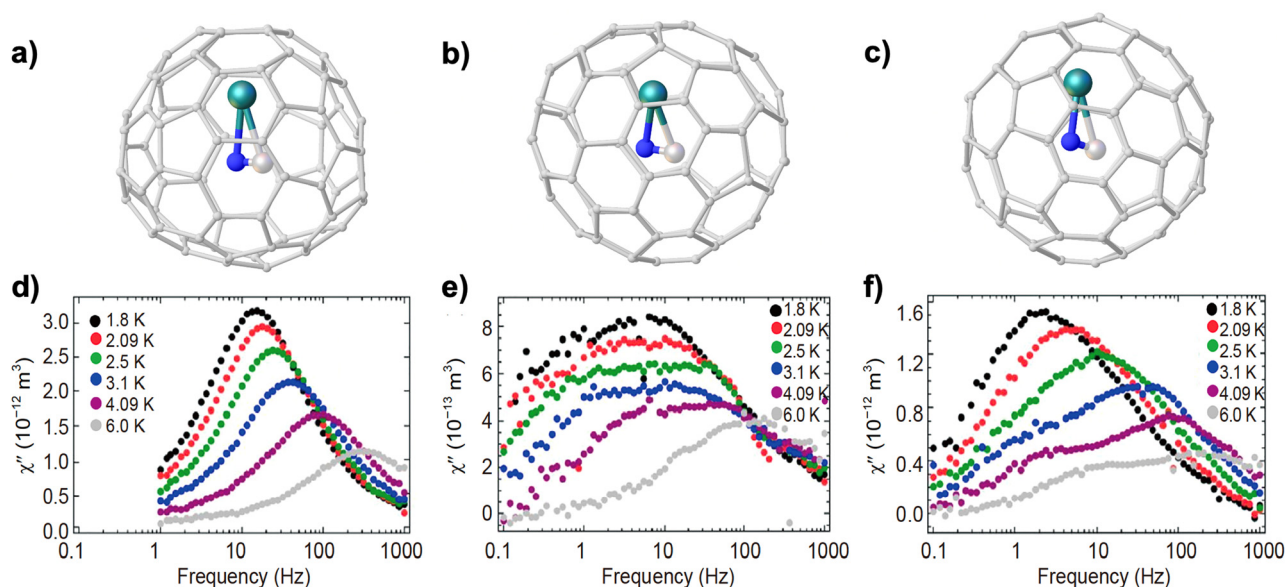 a)
b)
c)
d)
3.0
2.5
2.0
1.5
1.0
0.5
0.0
χ″ (10⁻¹² m³)
1.8 K
2.09 K
2.5 K
3.1 K
4.09 K
6.0 K
0.1 1 10 100 1000
Frequency (Hz)
e)
8
6
4
2
0
χ″ (10⁻¹³ m³)
1.8 K
2.09 K
2.5 K
3.1 K
4.09 K
6.0 K
0.1 1 10 100 1000
Frequency (Hz)
f)
1.6
1.2
0.8
0.4
0.0
χ″ (10⁻¹² m³)
1.8 K
2.09 K
2.5 K
3.1 K
4.09 K
6.0 K
0.1 1 10 100 1000
Frequency (Hz)